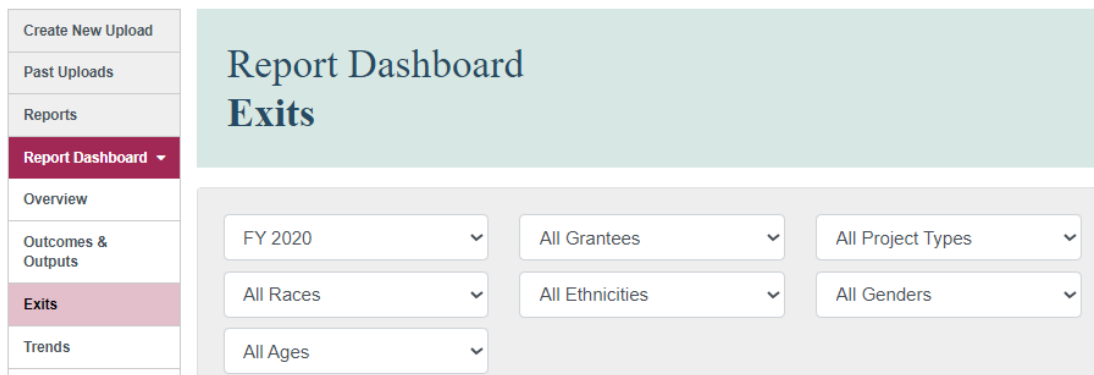 Create New Upload
Past Uploads
Reports
Report Dashboard
Overview
Outcomes &
Outputs
Exits
Trends
Report Dashboard
Exits
FY 2020
All Grantees
All Project Types
All Races
All Ethnicities
All Genders
All Ages